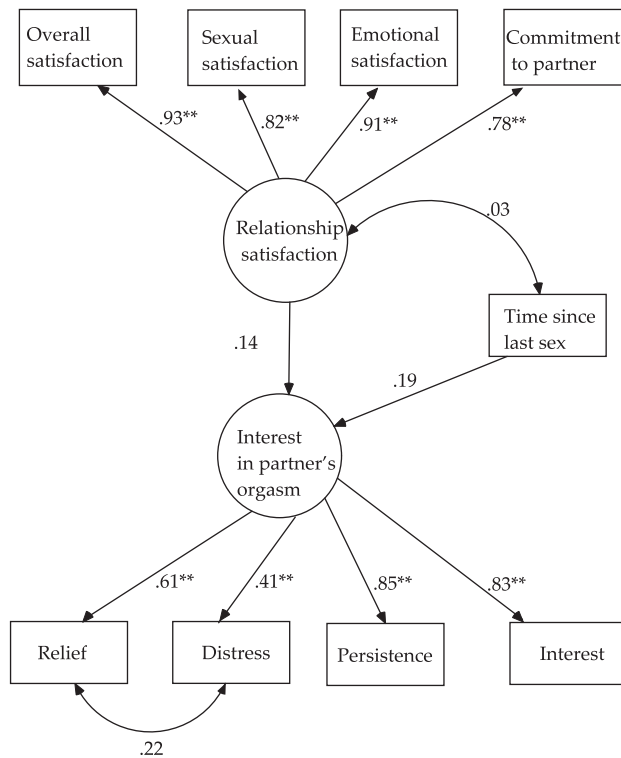 Overall
satisfaction
Sexual
satisfaction
Emotional
satisfaction
Commitment
to partner
.93**
.82**
.91**
.78**
Relationship
satisfaction
.03
Time since
last sex
.14
.19
Interest
in partner’s
orgasm
.61**
.41**
.85**
.83**
Relief
Distress
Persistence
Interest
.22